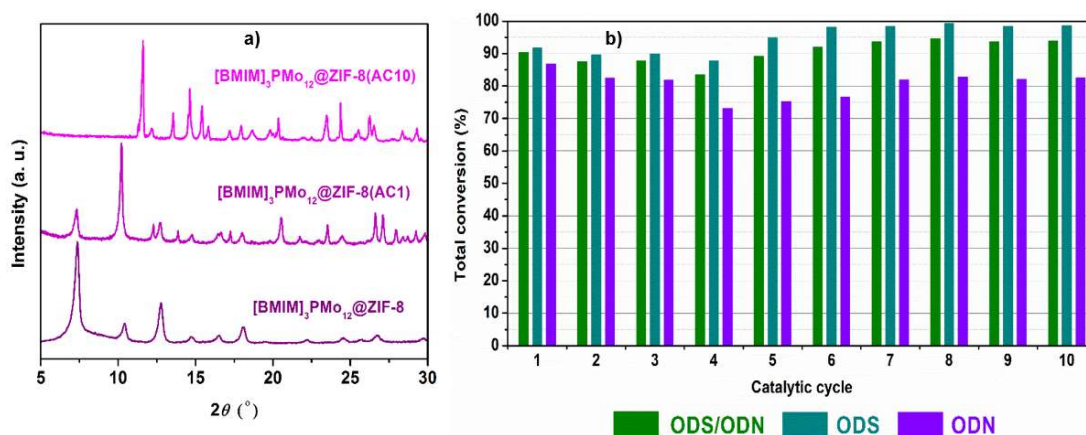 a)
[BMIM]₃PMo₁₂@ZIF-8(AC10)
[BMIM]₃PMo₁₂@ZIF-8(AC1)
[BMIM]₃PMo₁₂@ZIF-8
Intensity (a. u.)
5 10 15 20 25 30
2θ (°)
b)
Total conversion (%)
100
90
80
70
60
50
40
30
20
10
0
1 2 3 4 5 6 7 8 9 10
Catalytic cycle
ODS/ODN ODS ODN